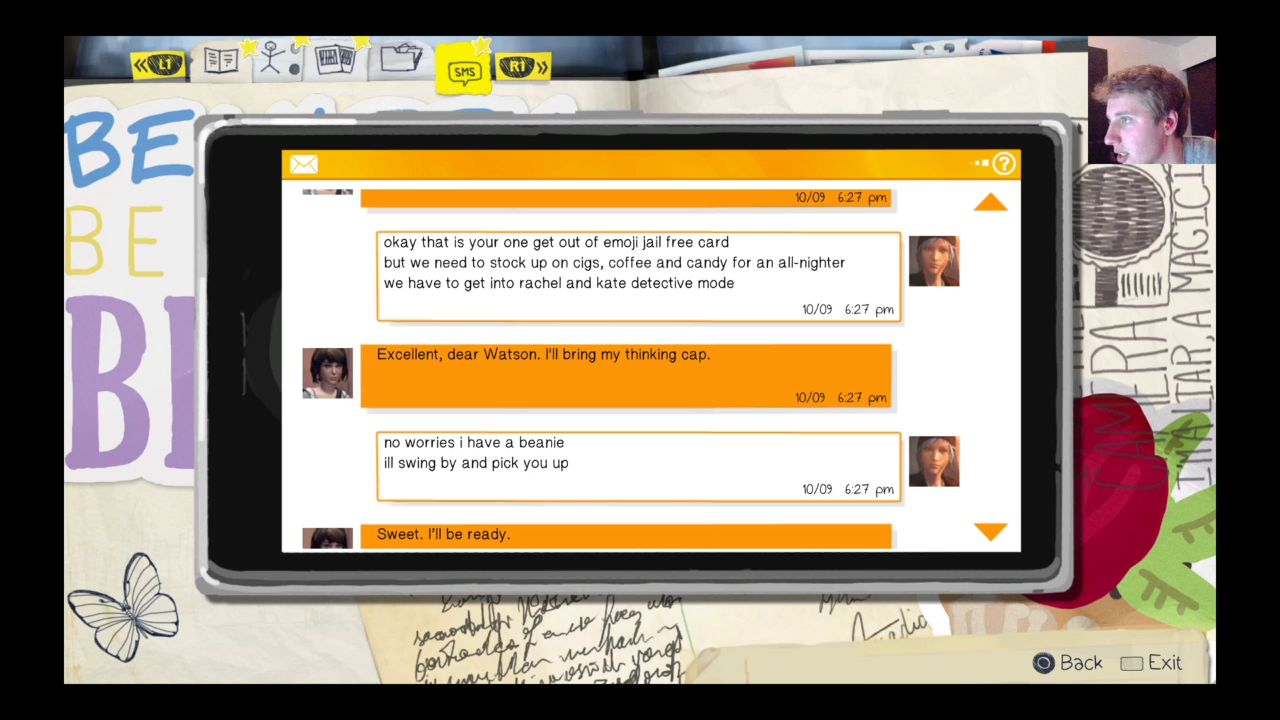 LT
SMS
R1
BE
BE
10/09 6:27 pm
okay that is your one get out of emoji jail free card
but we need to stock up on cigs, coffee and candy for an all-nighter
we have to get into rachel and kate detective mode
10/09 6:27 pm
Excellent, dear Watson. I'll bring my thinking cap.
10/09 6:27 pm
no worries i have a beanie
ill swing by and pick you up
10/09 6:27 pm
Sweet. I'll be ready.
CAMERA
A MAGICI
Back
Exit